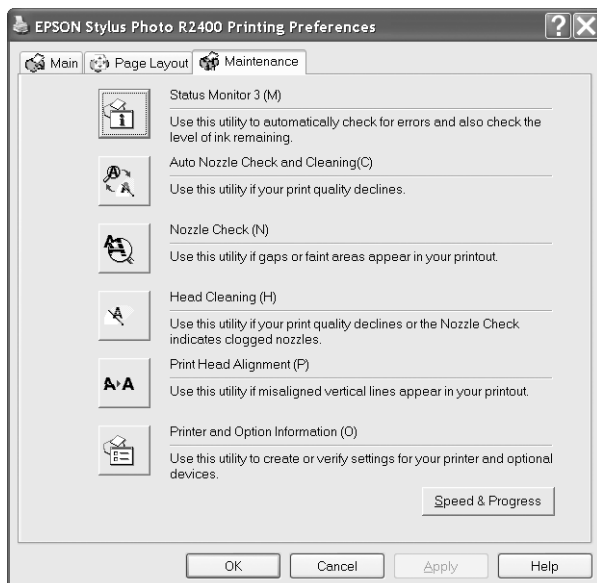 EPSON Stylus Photo R2400 Printing Preferences
Main
Page Layout
Maintenance
Status Monitor 3 (M)
Use this utility to automatically check for errors and also check the
level of ink remaining.
Auto Nozzle Check and Cleaning(C)
Use this utility if your print quality declines.
Nozzle Check (N)
Use this utility if gaps or faint areas appear in your printout.
Head Cleaning (H)
Use this utility if your print quality declines or the Nozzle Check
indicates clogged nozzles.
Print Head Alignment (P)
Use this utility if misaligned vertical lines appear in your printout.
Printer and Option Information (O)
Use this utility to create or verify settings for your printer and optional
devices.
Speed & Progress
OK
Cancel
Apply
Help